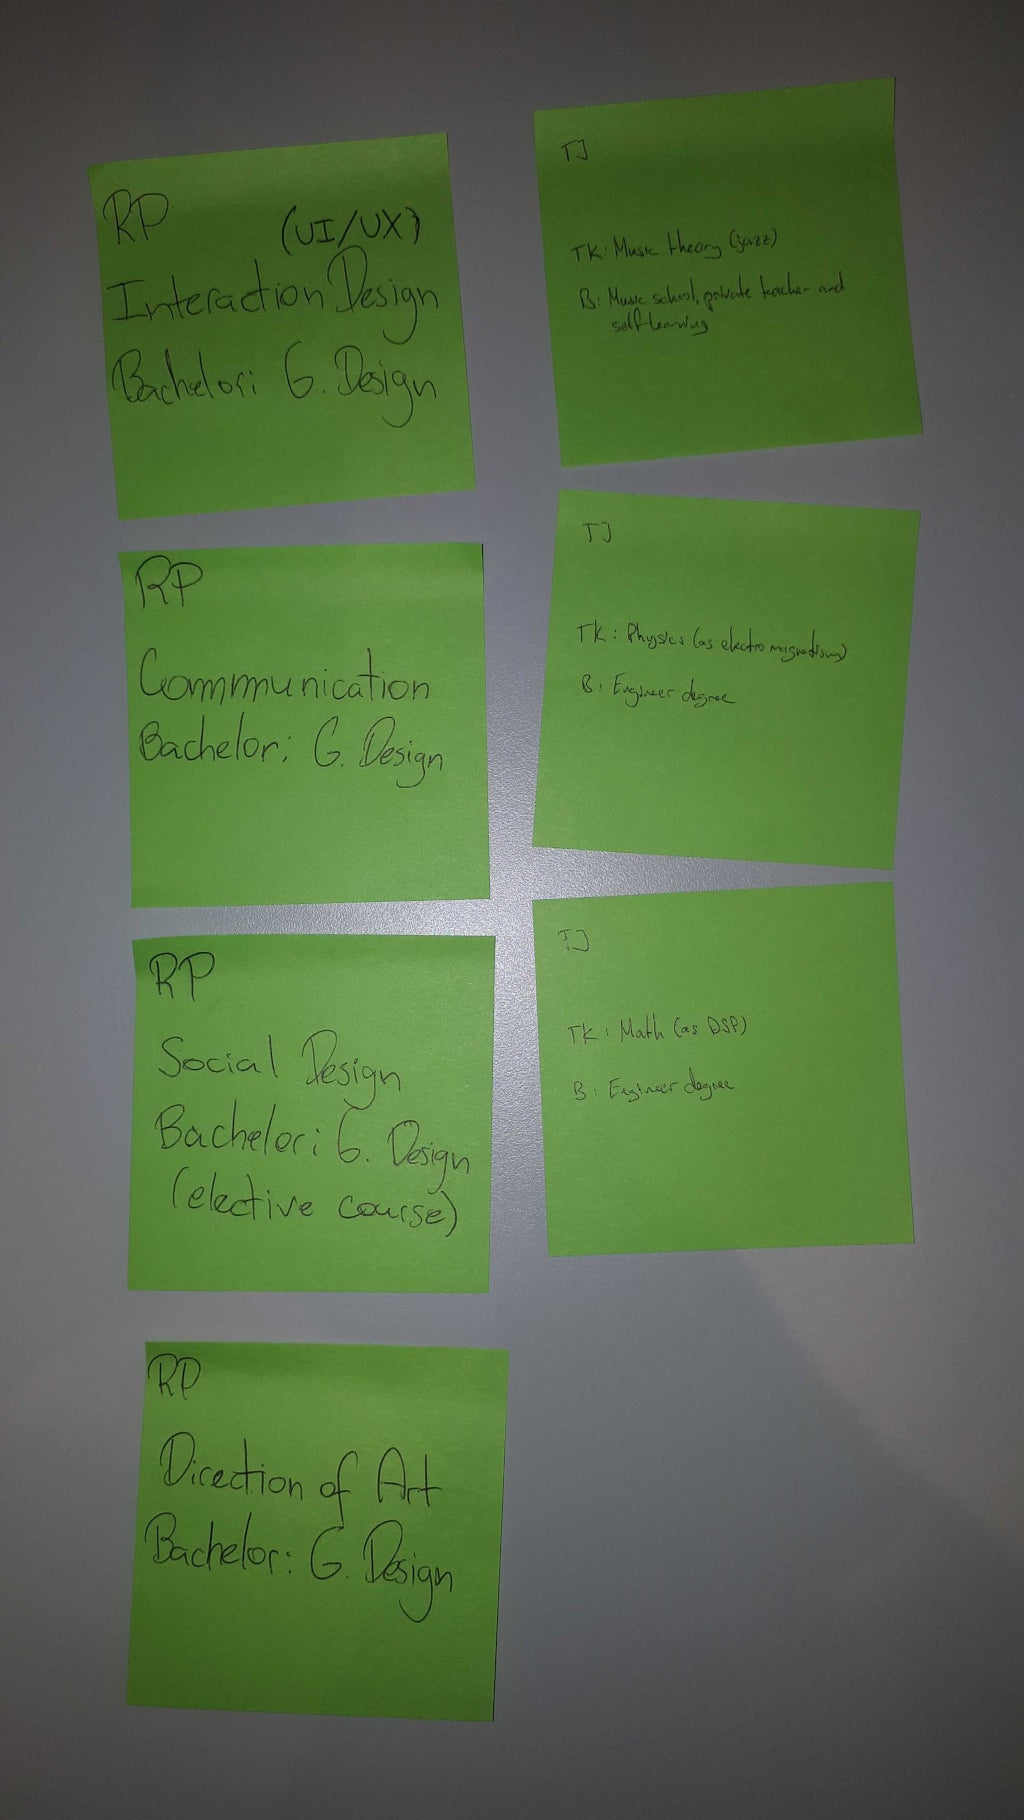 RP
(UI/UX)
Interaction Design
Bachelor: G. Design
RP
Commmunication
Bachelor: G. Design
RP
Social Design
Bachelor: G. Design
(elective course)
RP
Direction of Art
Bachelor: G. Design
TJ
TK: Music theory (jazz)
B: Music school, private teacher and
self learning
TJ
TK: Physics (as electro magnetism)
B: Engineer degree
TJ
TK: Math (as DSP)
B: Engineer degree